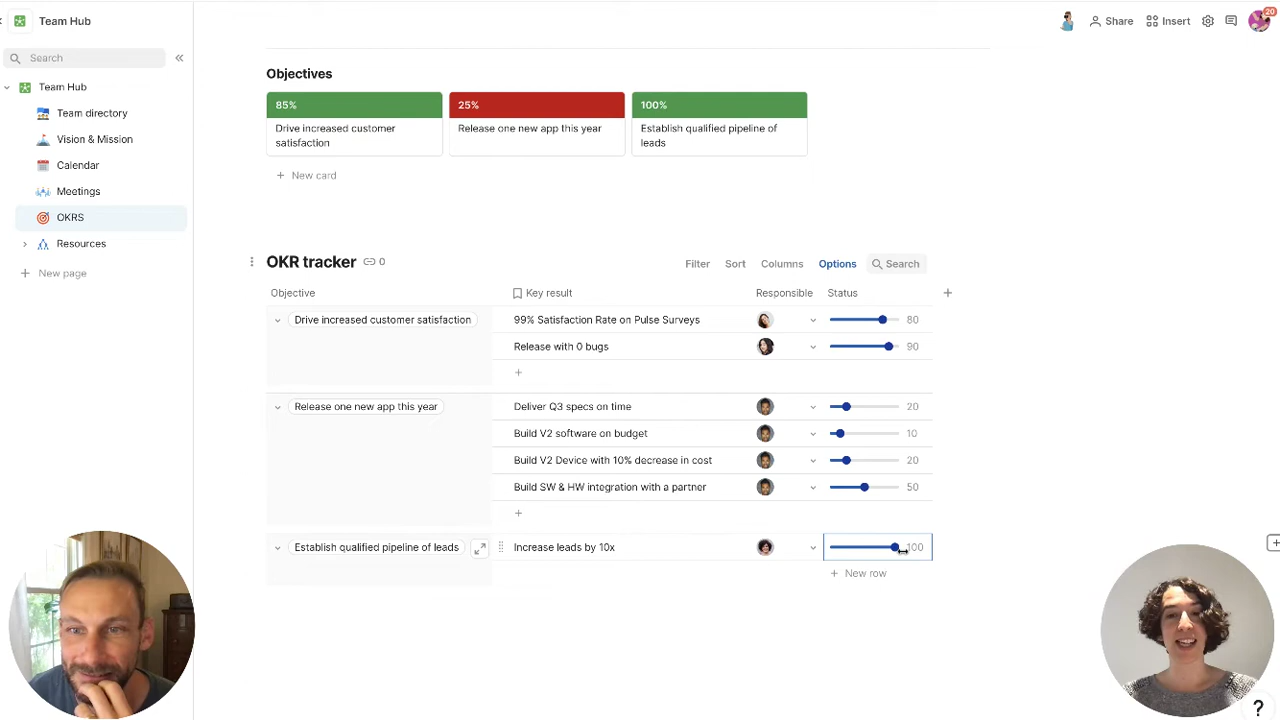 Team Hub
Share
Insert
20
Search
Team Hub
Team directory
Vision & Mission
Calendar
Meetings
OKRS
Resources
New page
Objectives
85%
Drive increased customer
satisfaction
25%
Release one new app this year
100%
Establish qualified pipeline of
leads
New card
OKR tracker
0
Filter
Sort
Columns
Options
Search
Objective
Key result
Responsible
Status
Drive increased customer satisfaction
99% Satisfaction Rate on Pulse Surveys
80
Release with 0 bugs
90
Release one new app this year
Deliver Q3 specs on time
20
Build V2 software on budget
10
Build V2 Device with 10% decrease in cost
20
Build SW & HW integration with a partner
50
Establish qualified pipeline of leads
Increase leads by 10x
100
New row
?